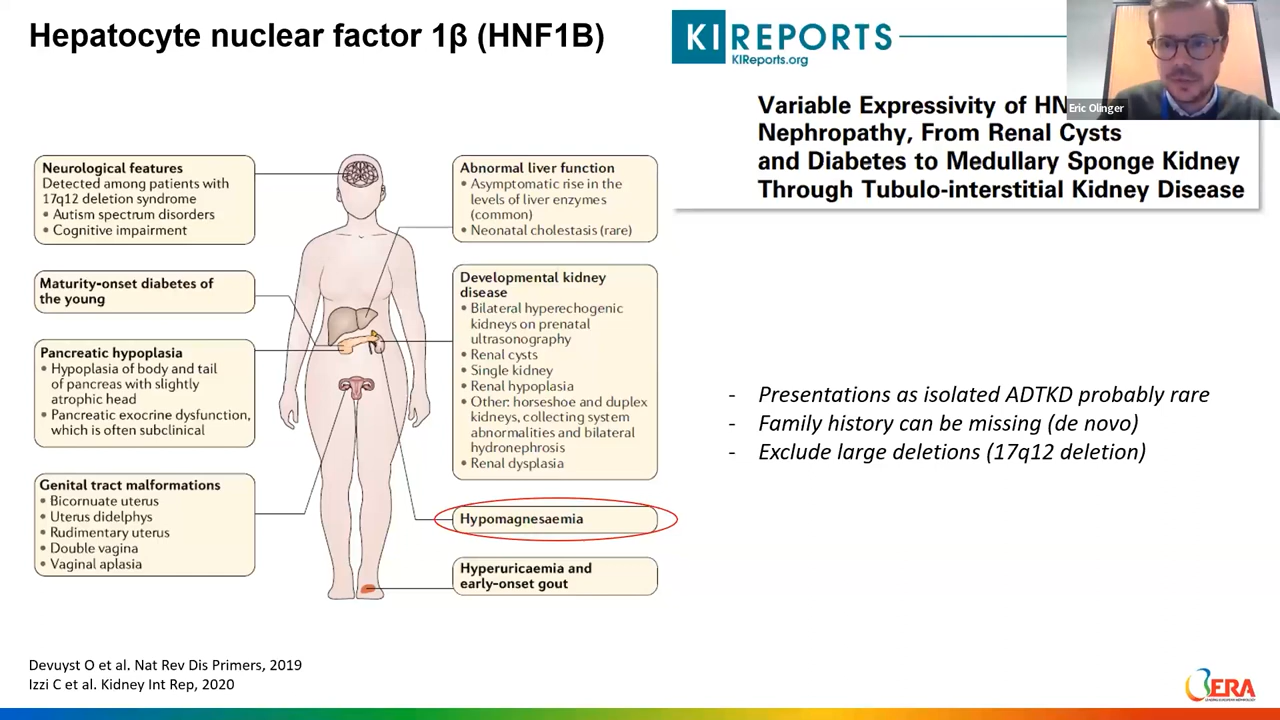 Hepatocyte nuclear factor 1β (HNF1B)
KI REPORTS
KIReports.org
Eric Olinger
Variable Expressivity of HN
Nephropathy, From Renal Cysts
and Diabetes to Medullary Sponge Kidney
Through Tubulo-interstitial Kidney Disease
Neurological features
Detected among patients with
17q12 deletion syndrome
• Autism spectrum disorders
• Cognitive impairment
Maturity-onset diabetes of
the young
Pancreatic hypoplasia
• Hypoplasia of body and tail
of pancreas with slightly
atrophic head
• Pancreatic exocrine dysfunction,
which is often subclinical
Genital tract malformations
• Bicornuate uterus
• Uterus didelphys
• Rudimentary uterus
• Double vagina
• Vaginal aplasia
Abnormal liver function
• Asymptomatic rise in the
levels of liver enzymes
(common)
• Neonatal cholestasis (rare)
Developmental kidney
disease
• Bilateral hyperechogenic
kidneys on prenatal
ultrasonography
• Renal cysts
• Single kidney
• Renal hypoplasia
• Other: horseshoe and duplex
kidneys, collecting system
abnormalities and bilateral
hydronephrosis
• Renal dysplasia
Hypomagnesaemia
Hyperuricaemia and
early-onset gout
- Presentations as isolated ADTKD probably rare
- Family history can be missing (de novo)
- Exclude large deletions (17q12 deletion)
Devuyst O et al. Nat Rev Dis Primers, 2019
Izzi C et al. Kidney Int Rep, 2020
ERA
LEADING EUROPEAN NEPHROLOGY